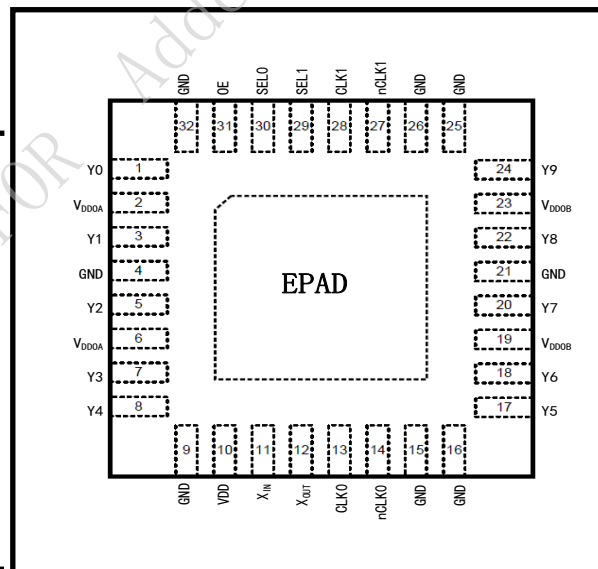 GND OE SEL0 SEL1 CLK1 nCLK1 GND GND
32 31 30 29 28 27 26 25
Y0 1 24 Y9
VDDOA 2 23 VDDOB
Y1 3 22 Y8
GND 4 21 GND
EPAD
Y2 5 20 Y7
VDDOA 6 19 VDDOB
Y3 7 18 Y6
Y4 8 17 Y5
9 10 11 12 13 14 15 16
GND VDD XIN XOUT CLK0 nCLK0 GND GND
FOR